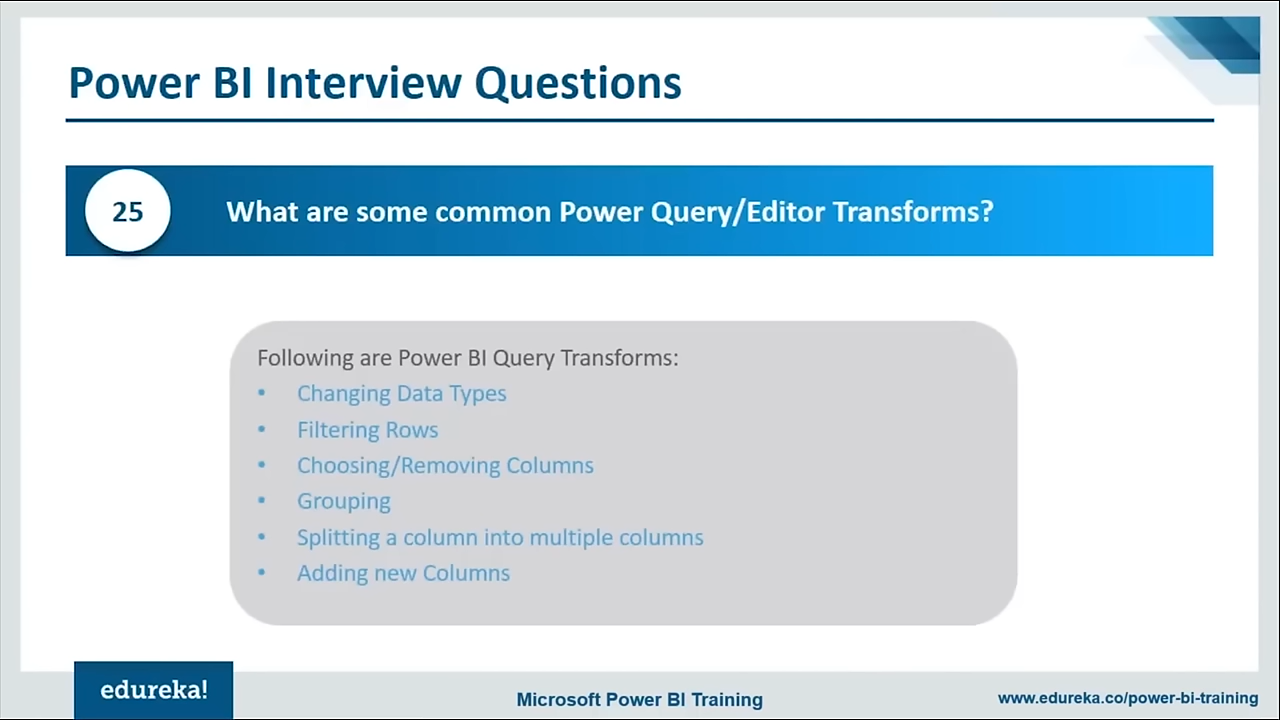 Power BI Interview Questions
25
What are some common Power Query/Editor Transforms?
Following are Power BI Query Transforms:
• Changing Data Types
• Filtering Rows
• Choosing/Removing Columns
• Grouping
• Splitting a column into multiple columns
• Adding new Columns
edureka!
Microsoft Power BI Training
www.edureka.co/power-bi-training